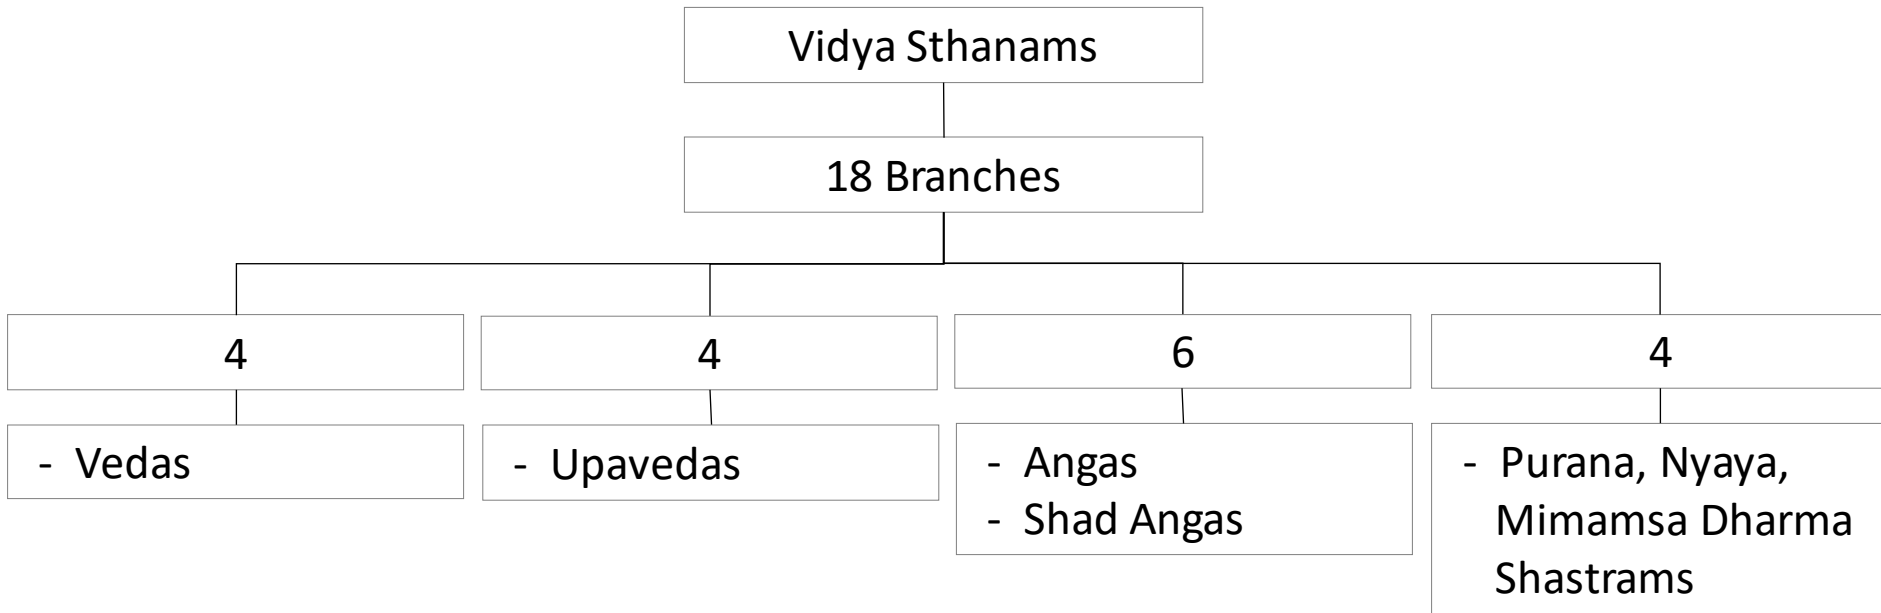 Vidya Sthanams
18 Branches
4
4
6
4
- Vedas
- Upavedas
- Angas
- Shad Angas
- Purana, Nyaya,
Mimamsa Dharma
Shastrams